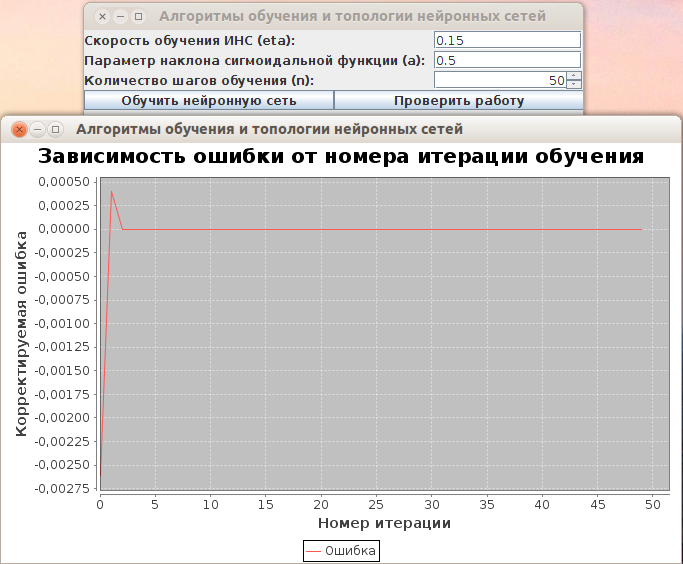 Алгоритмы обучения и топологии нейронных сетей
Скорость обучения ИНС (eta): 0.15
Параметр наклона сигмоидальной функции (a): 0.5
Количество шагов обучения (n): 50
Обучить нейронную сеть Проверить работу
Алгоритмы обучения и топологии нейронных сетей
Зависимость ошибки от номера итерации обучения
Корректируемая ошибка
0,00050
0,00025
0,00000
-0,00025
-0,00050
-0,00075
-0,00100
-0,00125
-0,00150
-0,00175
-0,00200
-0,00225
-0,00250
-0,00275
0 5 10 15 20 25 30 35 40 45 50
Номер итерации
Ошибка